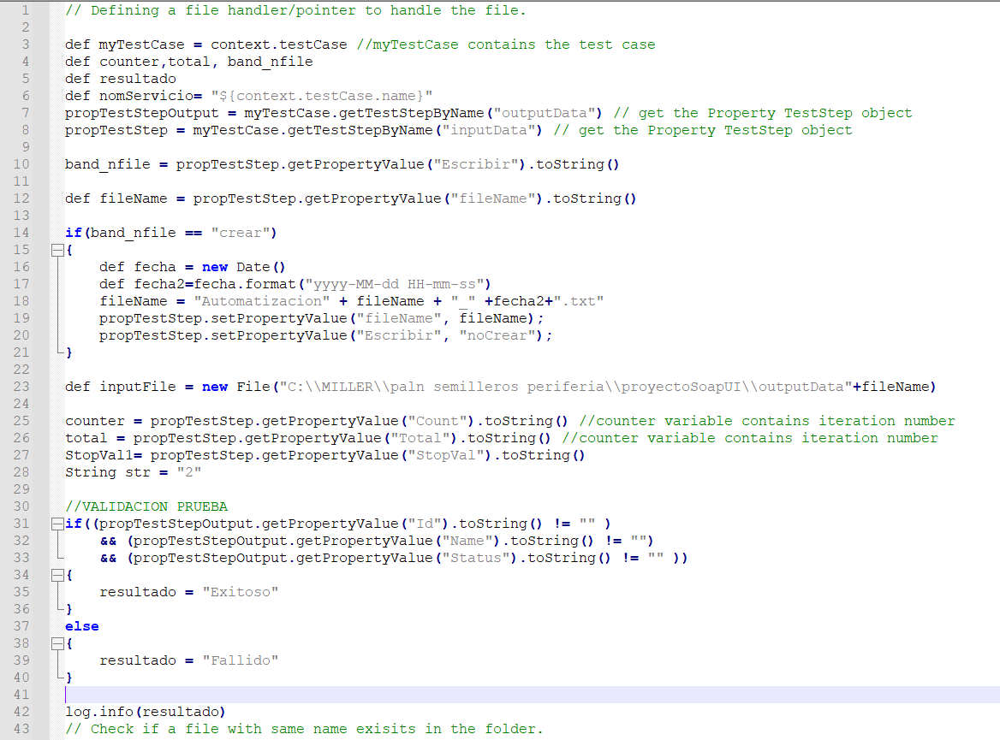 1 // Defining a file handler/pointer to handle the file.
2
3 def myTestCase = context.testCase //myTestCase contains the test case
4 def counter,total, band_nfile
5 def resultado
6 def nomServicio= "${context.testCase.name}"
7 propTestStepOutput = myTestCase.getTestStepByName("outputData") // get the Property TestStep object
8 propTestStep = myTestCase.getTestStepByName("inputData") // get the Property TestStep object
9
10 band_nfile = propTestStep.getPropertyValue("Escribir").toString()
11
12 def fileName = propTestStep.getPropertyValue("fileName").toString()
13
14 if(band_nfile == "crear")
15 {
16     def fecha = new Date()
17     def fecha2=fecha.format("yyyy-MM-dd HH-mm-ss")
18     fileName = "Automatizacion" + fileName + "_" +fecha2+".txt"
19     propTestStep.setPropertyValue("fileName", fileName);
20     propTestStep.setPropertyValue("Escribir", "noCrear");
21 }
22
23 def inputFile = new File("C:\\MILLER\\paln semilleros periferia\\proyectoSoapUI\\outputData"+fileName)
24
25 counter = propTestStep.getPropertyValue("Count").toString() //counter variable contains iteration number
26 total = propTestStep.getPropertyValue("Total").toString() //counter variable contains iteration number
27 StopVal1= propTestStep.getPropertyValue("StopVal").toString()
28 String str = "2"
29
30 //VALIDACION PRUEBA
31 if((propTestStepOutput.getPropertyValue("Id").toString() != "" )
32     && (propTestStepOutput.getPropertyValue("Name").toString() != "")
33     && (propTestStepOutput.getPropertyValue("Status").toString() != "" ))
34 {
35     resultado = "Exitoso"
36 }
37 else
38 {
39     resultado = "Fallido"
40 }
41
42 log.info(resultado)
43 // Check if a file with same name exisits in the folder.